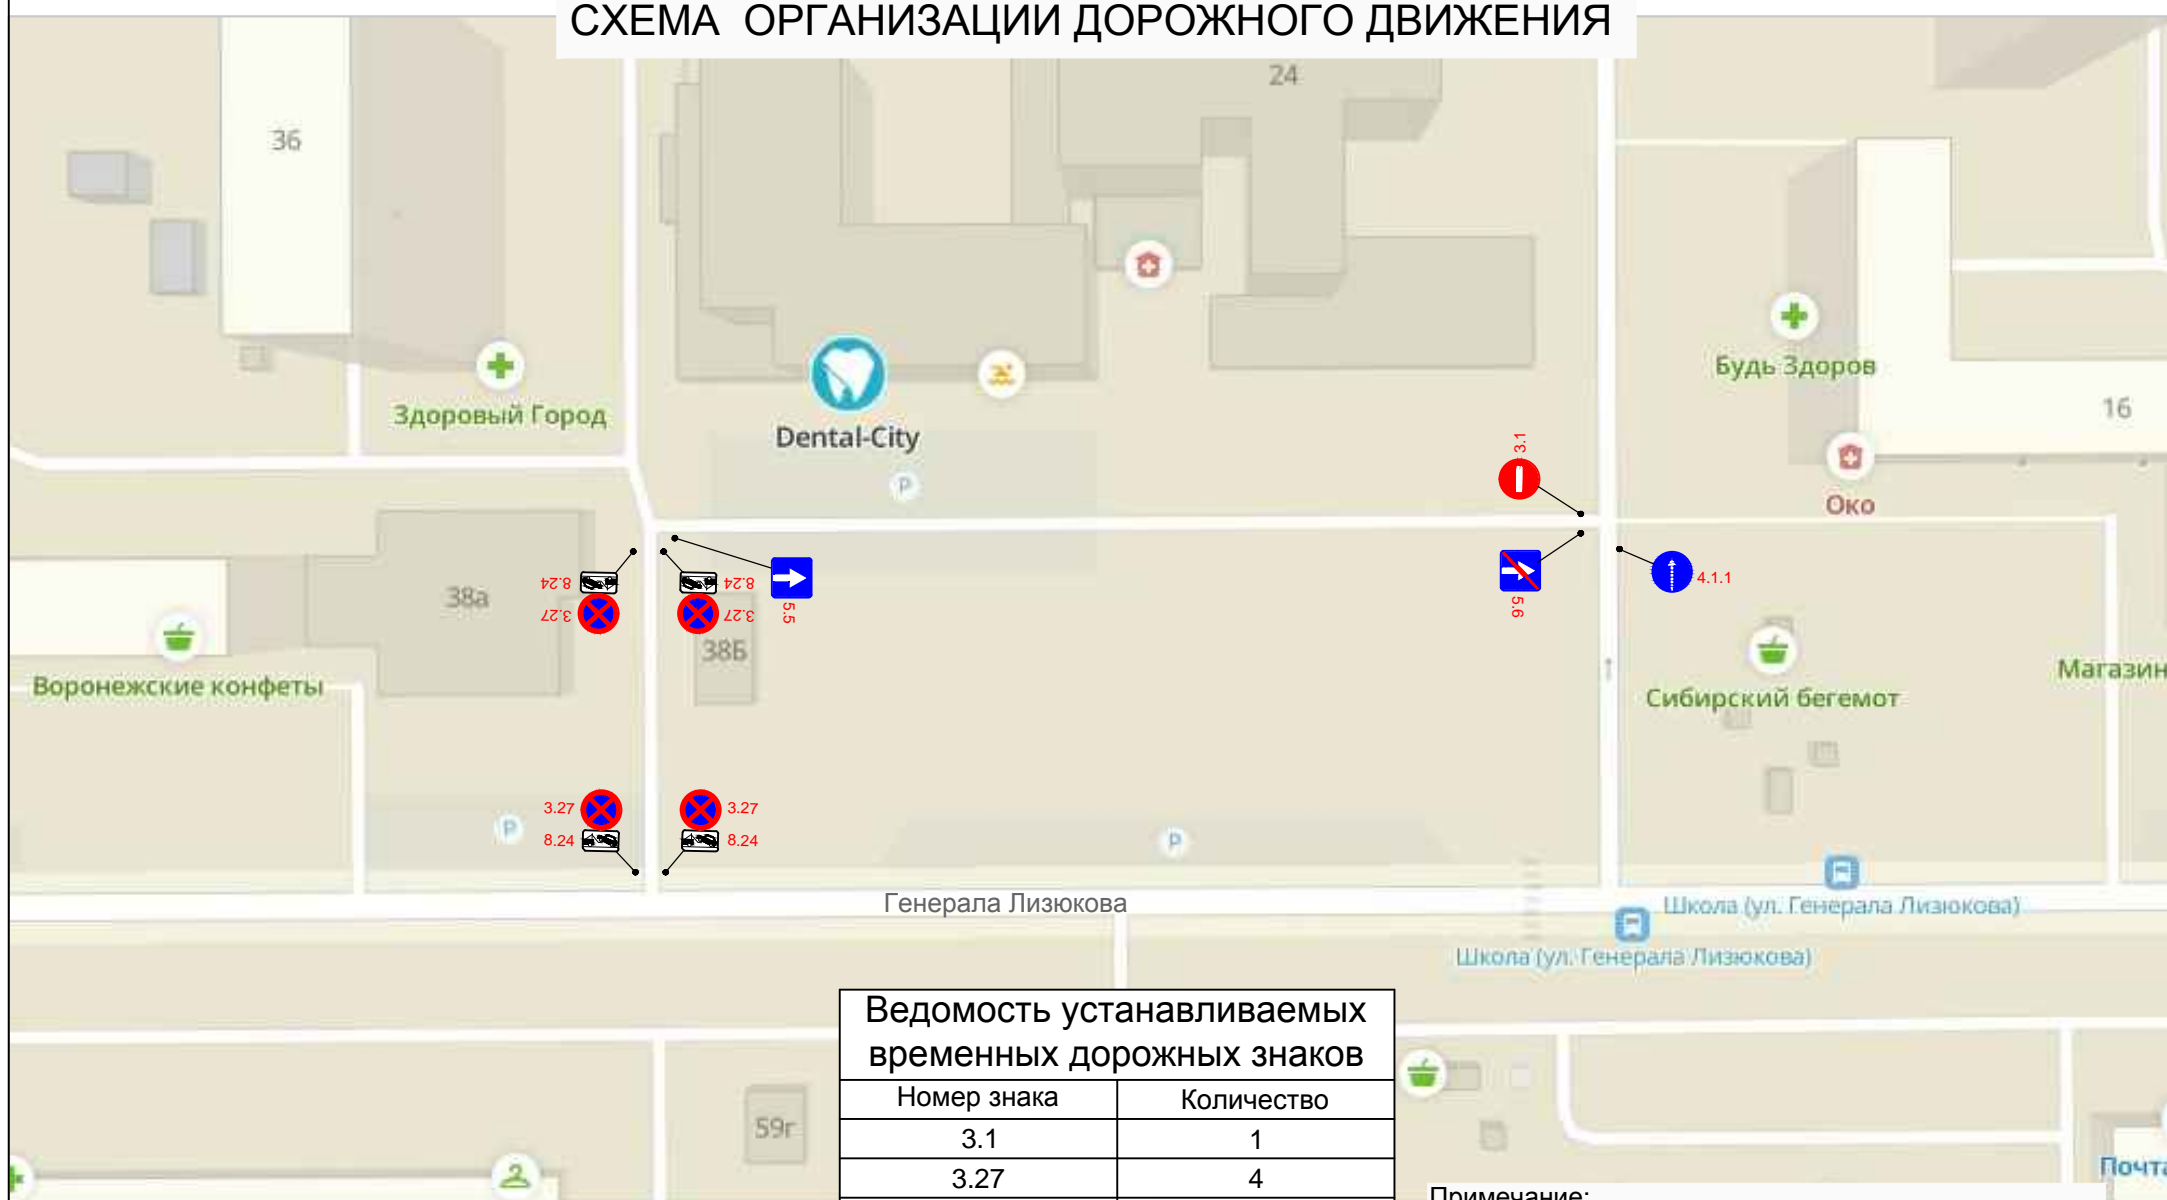 СХЕМА ОРГАНИЗАЦИИ ДОРОЖНОГО ДВИЖЕНИЯ
24
36
Будь Здоров
16
Здоровый Город
Dental-City
3.1
P
Око
8.24
8.24
3.27
3.27
5.5
5.6
4.1.1
38а
38Б
Воронежские конфеты
Сибирский бегемот
Магазин
3.27
3.27
8.24
8.24
P
P
Генерала Лизюкова
Школа (ул. Генерала Лизюкова)
Школа (ул. Генерала Лизюкова)
Ведомость устанавливаемых
временных дорожных знаков
Номер знака Количество
3.1 1
3.27 4
59г
Почта
Примечание: